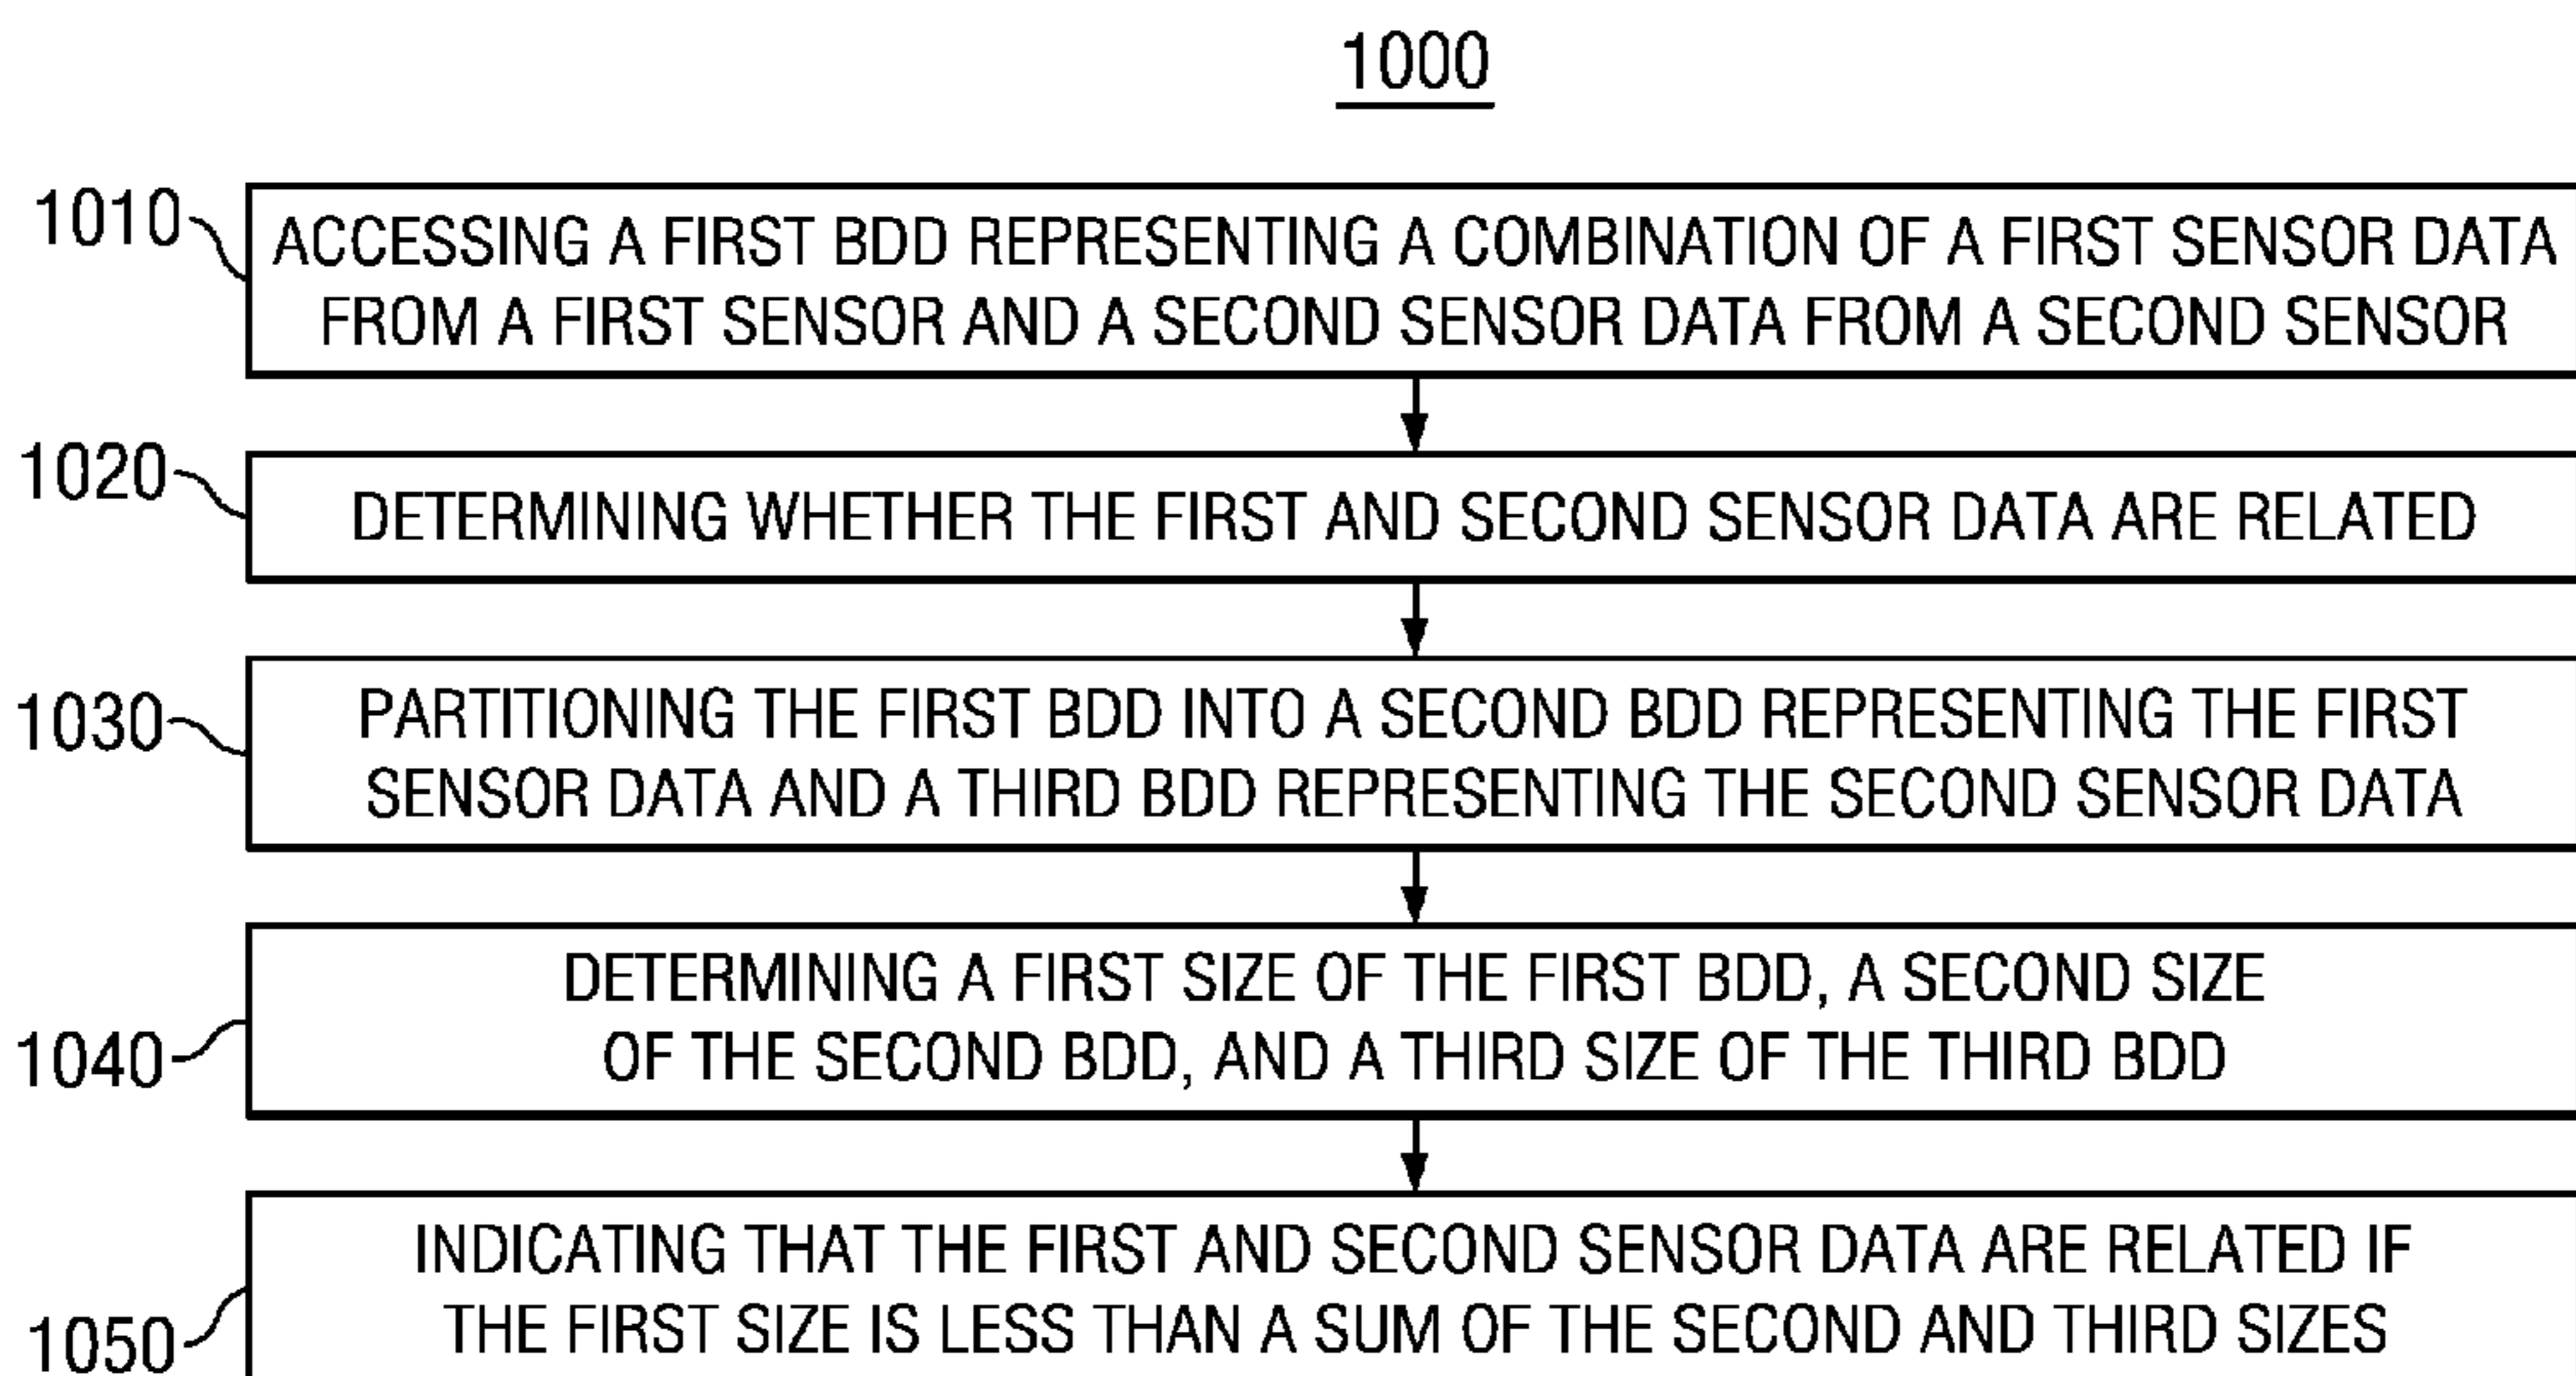 1000
1010
ACCESSING A FIRST BDD REPRESENTING A COMBINATION OF A FIRST SENSOR DATA
FROM A FIRST SENSOR AND A SECOND SENSOR DATA FROM A SECOND SENSOR
1020
DETERMINING WHETHER THE FIRST AND SECOND SENSOR DATA ARE RELATED
1030
PARTITIONING THE FIRST BDD INTO A SECOND BDD REPRESENTING THE FIRST
SENSOR DATA AND A THIRD BDD REPRESENTING THE SECOND SENSOR DATA
1040
DETERMINING A FIRST SIZE OF THE FIRST BDD, A SECOND SIZE
OF THE SECOND BDD, AND A THIRD SIZE OF THE THIRD BDD
1050
INDICATING THAT THE FIRST AND SECOND SENSOR DATA ARE RELATED IF
THE FIRST SIZE IS LESS THAN A SUM OF THE SECOND AND THIRD SIZES